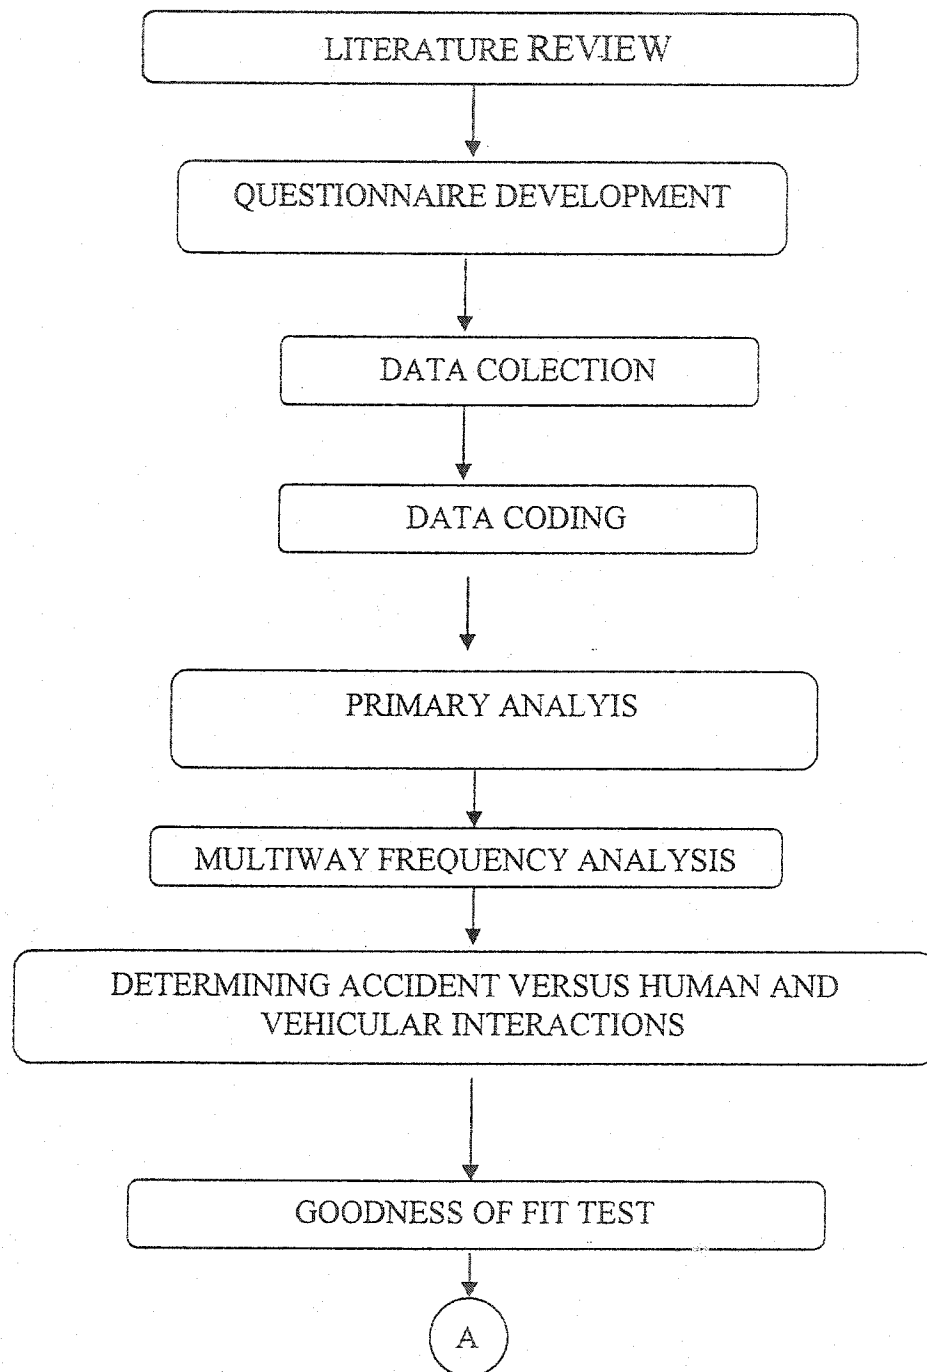 LITERATURE REVIEW
QUESTIONNAIRE DEVELOPMENT
DATA COLECTION
DATA CODING
PRIMARY ANALYIS
MULTIWAY FREQUENCY ANALYSIS
DETERMINING ACCIDENT VERSUS HUMAN AND
VEHICULAR INTERACTIONS
GOODNESS OF FIT TEST
A